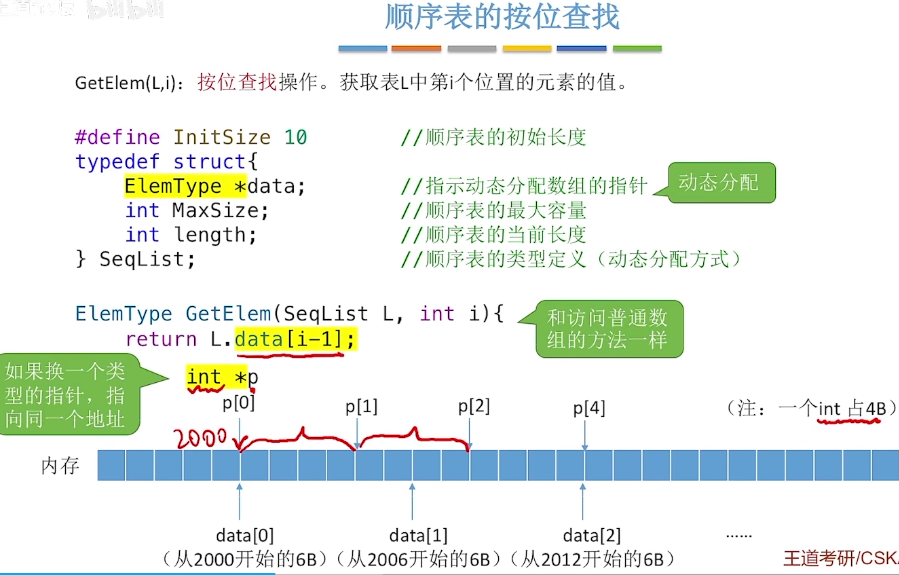 bilibili
顺序表的按位查找
GetElem(L,i)：按位查找操作。获取表L中第i个位置的元素的值。
#define InitSize 10 //顺序表的初始长度
typedef struct{
ElemType *data; //指示动态分配数组的指针
动态分配
int MaxSize; //顺序表的最大容量
int length; //顺序表的当前长度
} SeqList; //顺序表的类型定义（动态分配方式）
ElemType GetElem(SeqList L, int i){
return L.data[i-1];
和访问普通数
组的方法一样
如果换一个类
型的指针，指
向同一个地址
int *p
p[0] p[1] p[2] p[4] （注：一个int 占4B）
2000
内存
data[0] data[1] data[2] ......
（从2000开始的6B）（从2006开始的6B）（从2012开始的6B）
王道考研/CSK